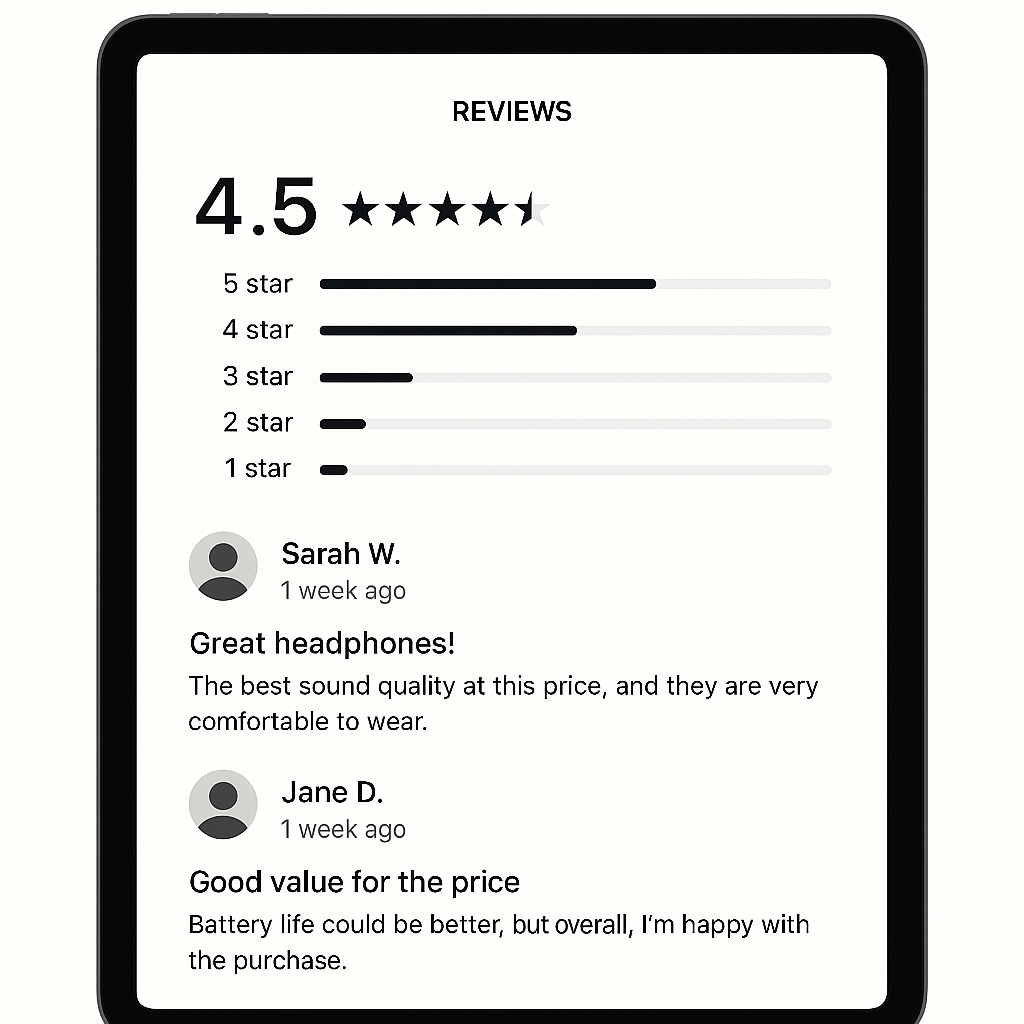 REVIEWS
4.5
5 star
4 star
3 star
2 star
1 star
Sarah W.
1 week ago
Great headphones!
The best sound quality at this price, and they are very
comfortable to wear.
Jane D.
1 week ago
Good value for the price
Battery life could be better, but overall, I’m happy with
the purchase.